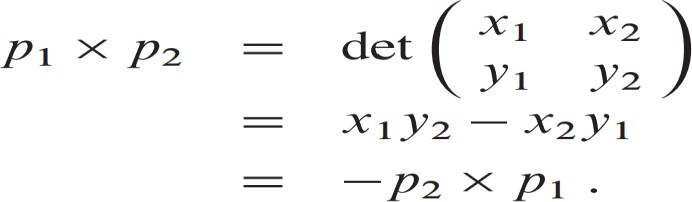 p₁ × p₂ = det ( x₁ x₂
y₁ y₂ )
= x₁y₂ − x₂y₁
= −p₂ × p₁ .